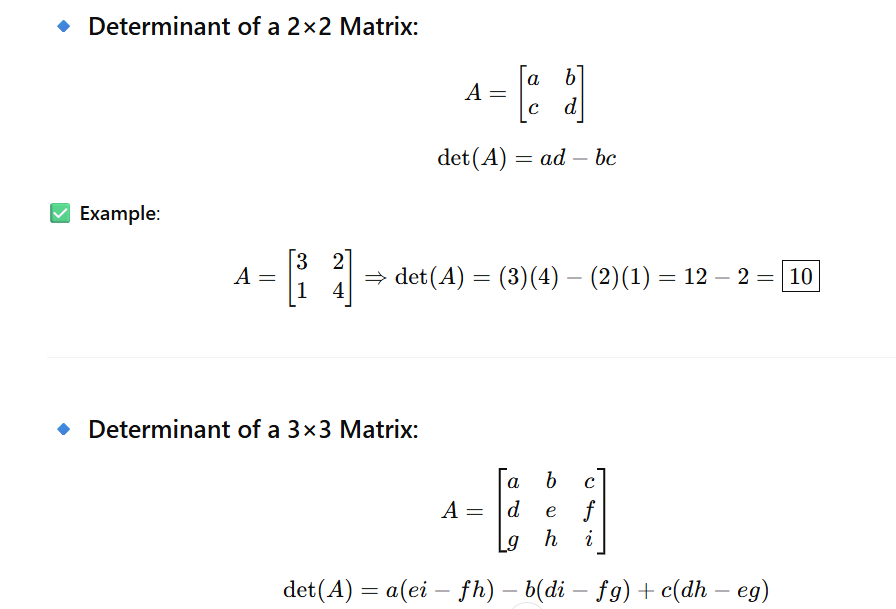 Determinant of a 2×2 Matrix:
A = [a b
c d]
det(A) = ad − bc
Example:
A = [3 2
1 4] ⇒ det(A) = (3)(4) − (2)(1) = 12 − 2 = 10
Determinant of a 3×3 Matrix:
A = [a b c
d e f
g h i]
det(A) = a(ei − fh) − b(di − fg) + c(dh − eg)